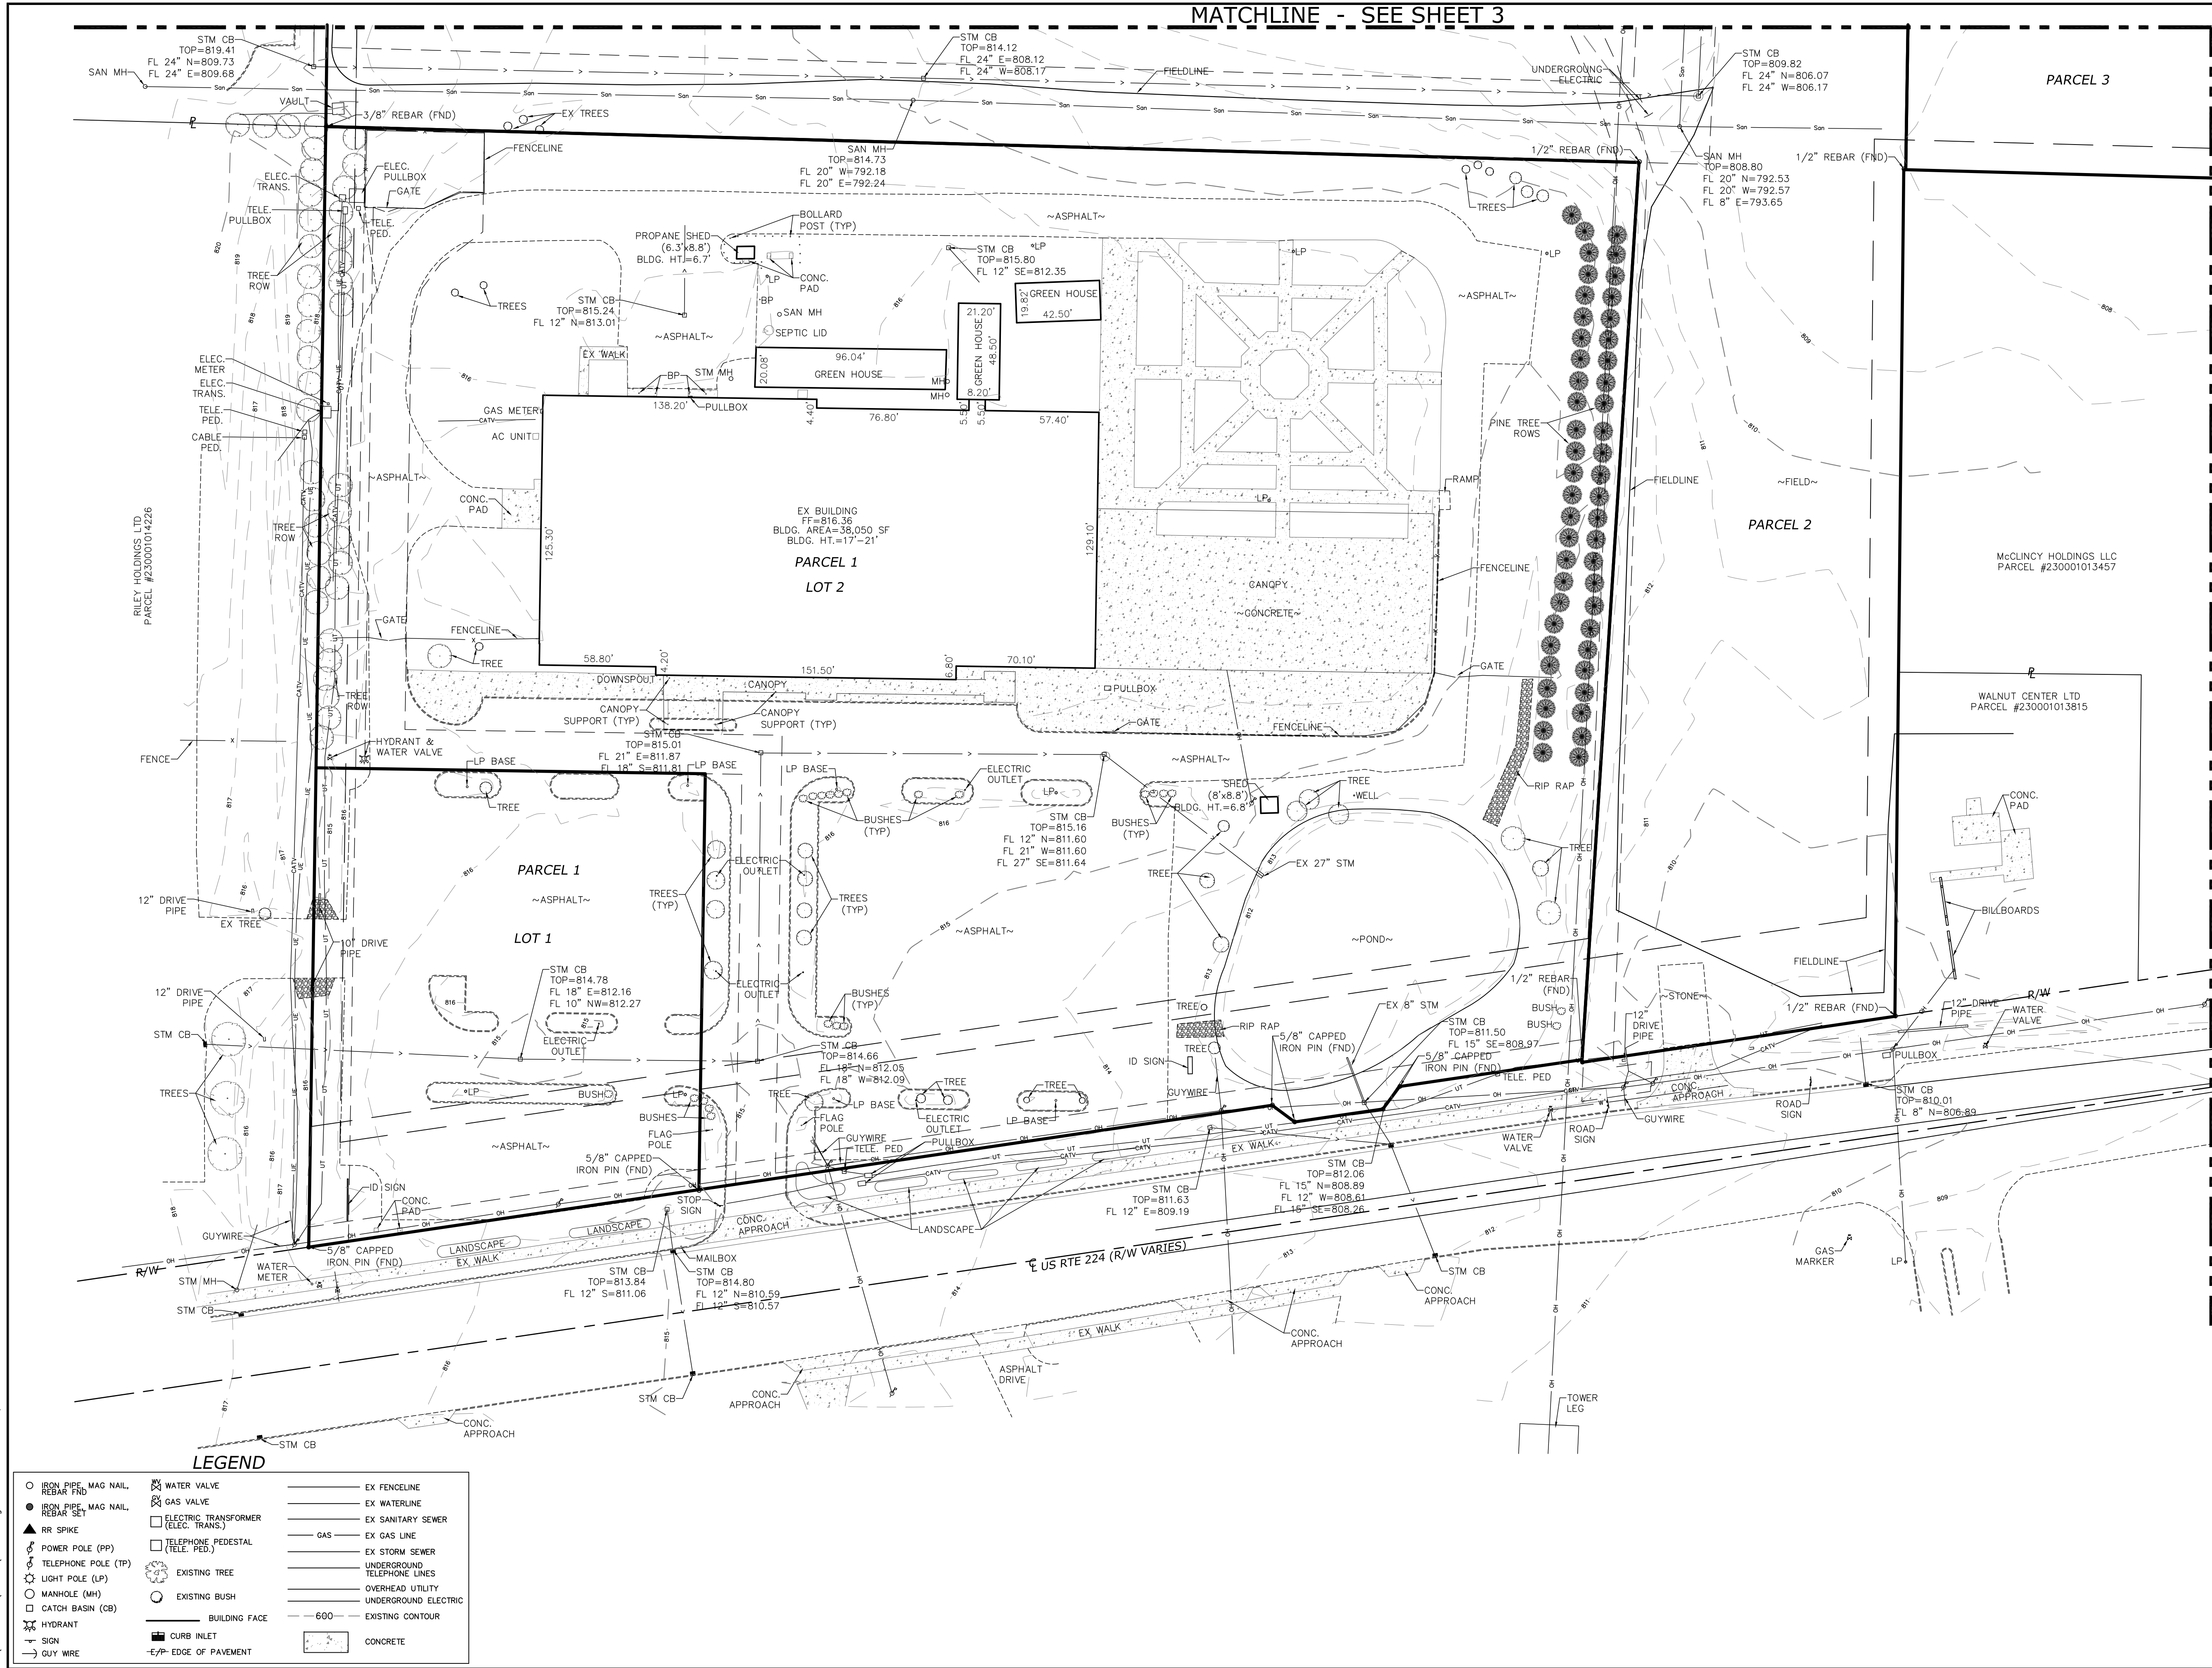 MATCHLINE - SEE SHEET 3
STM CB
TOP=819.41
FL 24" N=809.73
FL 24" E=809.68
SAN MH
VAULT
3/8" REBAR (FND)
EX TREES
FENCELINE
STM CB
TOP=814.12
FL 24" E=808.12
FL 24" W=808.17
FIELDLINE
UNDERGROUNG
ELECTRIC
STM CB
TOP=809.82
FL 24" N=806.07
FL 24" W=806.17
PARCEL 3
SAN MH
TOP=814.73
FL 20" W=792.18
FL 20" E=792.24
1/2" REBAR (FND)
SAN MH
TOP=808.80
FL 20" N=792.53
FL 20" W=792.57
FL 8" E=793.65
1/2" REBAR (FND)
ELEC.
PULLBOX
ELEC.
TRANS.
GATE
TELE.
PULLBOX
TELE.
PED.
TREE
ROW
TREES
PROPANE SHED
(6.3'x8.8')
BLDG. HT.=6.7'
BOLLARD
POST (TYP)
CONC.
PAD
~ASPHALT~
STM CB
TOP=815.80
FL 12" SE=812.35
LP
LP
LP
TREES
STM CB
TOP=815.24
FL 12" N=813.01
LP
BP
SAN MH
SEPTIC LID
~ASPHALT~
EX WALK
STM MH
BP
PULLBOX
96.04'
GREEN HOUSE
20.08'
21.20'
GREEN HOUSE
48.50'
8.20'
19.82'
GREEN HOUSE
42.50'
MH
MH
~ASPHALT~
ELEC.
METER
ELEC.
TRANS.
TELE.
PED.
CABLE
PED.
GAS METER
CATV
AC UNIT
138.20'
4.40'
76.80'
5.50'
5.50'
57.40'
PINE TREE
ROWS
~ASPHALT~
CONC.
PAD
TREE
ROW
LP
RAMP
FIELDLINE
~FIELD~
PARCEL 2
RILEY HOLDINGS LTD
PARCEL #230001014226
EX BUILDING
FF=816.36
BLDG. AREA=38,050 SF
BLDG. HT.=17'-21'
PARCEL 1
LOT 2
125.30'
129.10'
McCLINCY HOLDINGS LLC
PARCEL #230001013457
FENCELINE
CANOPY
~CONCRETE~
GATE
FENCELINE
TREE
58.80'
4.20'
151.50'
6.80'
70.10'
GATE
WALNUT CENTER LTD
PARCEL #230001013815
DOWNSPOUT
CANOPY
CANOPY
SUPPORT (TYP)
CANOPY
SUPPORT (TYP)
PULLBOX
GATE
FENCELINE
TREE
ROW
FENCE
HYDRANT &
WATER VALVE
LP BASE
STM CB
TOP=815.01
FL 21" E=811.87
FL 18" S=811.81
LP BASE
LP BASE
ELECTRIC
OUTLET
~ASPHALT~
TREE
LP
BUSHES
(TYP)
STM CB
TOP=815.16
FL 12" N=811.60
FL 21" W=811.60
FL 27" SE=811.64
BUSHES
(TYP)
SHED
(8'x8.8')
BLDG. HT.=6.8'
TREE
WELL
RIP RAP
CONC.
PAD
PARCEL 1
~ASPHALT~
LOT 1
ELECTRIC
OUTLET
TREES
(TYP)
TREES
(TYP)
TREE
EX 27" STM
TREE
12" DRIVE
PIPE
EX TREE
10" DRIVE
PIPE
~ASPHALT~
~POND~
BILLBOARDS
FIELDLINE
12" DRIVE
PIPE
STM CB
STM CB
TOP=814.78
FL 18" E=812.16
FL 10" NW=812.27
ELECTRIC
OUTLET
ELECTRIC
OUTLET
BUSHES
(TYP)
TREE
RIP RAP
TREE
EX 8" STM
1/2" REBAR
(FND)
BUSH
BUSH
~STONE~
12"
DRIVE
PIPE
1/2" REBAR (FND)
12" DRIVE
PIPE
WATER
VALVE
R/W
STM CB
TOP=814.66
FL 18" N=812.05
FL 18" W=812.09
5/8" CAPPED
IRON PIN (FND)
STM CB
TOP=811.50
FL 15" SE=808.97
5/8" CAPPED
IRON PIN (FND)
TELE. PED
PULLBOX
ID SIGN
GUYWIRE
TREES
LP
BUSH
LP
BUSHES
FLAG
POLE
TREE
LP BASE
FLAG
POLE
TREE
ELECTRIC
OUTLET
TREE
LP BASE
CONC.
APPROACH
GUYWIRE
ROAD
SIGN
ROAD
SIGN
STM CB
TOP=810.01
FL 8" N=806.89
~ASPHALT~
GUYWIRE
TELE. PED
PULLBOX
WATER
VALVE
5/8" CAPPED
IRON PIN (FND)
EX WALK
ID SIGN
CONC.
PAD
STOP
SIGN
CONC.
APPROACH
LANDSCAPE
STM CB
TOP=811.63
FL 12" E=809.19
STM CB
TOP=812.06
FL 15" N=808.89
FL 12" W=808.61
FL 15" SE=808.26
GUYWIRE
5/8" CAPPED
IRON PIN (FND)
LANDSCAPE
LANDSCAPE
EX WALK
R/W
WATER
METER
STM MH
STM CB
STM CB
TOP=813.84
FL 12" S=811.06
MAILBOX
STM CB
TOP=814.80
FL 12" N=810.59
FL 12" S=810.57
US RTE 224 (R/W VARIES)
STM CB
CONC.
APPROACH
GAS
MARKER
LP
EX WALK
CONC.
APPROACH
ASPHALT
DRIVE
CONC.
APPROACH
STM CB
CONC.
APPROACH
STM CB
TOWER
LEG
LEGEND
IRON PIPE, MAG NAIL,
REBAR FND
IRON PIPE, MAG NAIL,
REBAR SET
RR SPIKE
POWER POLE (PP)
TELEPHONE POLE (TP)
LIGHT POLE (LP)
MANHOLE (MH)
CATCH BASIN (CB)
HYDRANT
SIGN
GUY WIRE
WV WATER VALVE
GV GAS VALVE
ELECTRIC TRANSFORMER
(ELEC. TRANS.)
TELEPHONE PEDESTAL
(TELE. PED.)
EXISTING TREE
EXISTING BUSH
BUILDING FACE
CURB INLET
E/P EDGE OF PAVEMENT
EX FENCELINE
EX WATERLINE
EX SANITARY SEWER
GAS EX GAS LINE
EX STORM SEWER
UNDERGROUND
TELEPHONE LINES
OVERHEAD UTILITY
UNDERGROUND ELECTRIC
600 EXISTING CONTOUR
CONCRETE